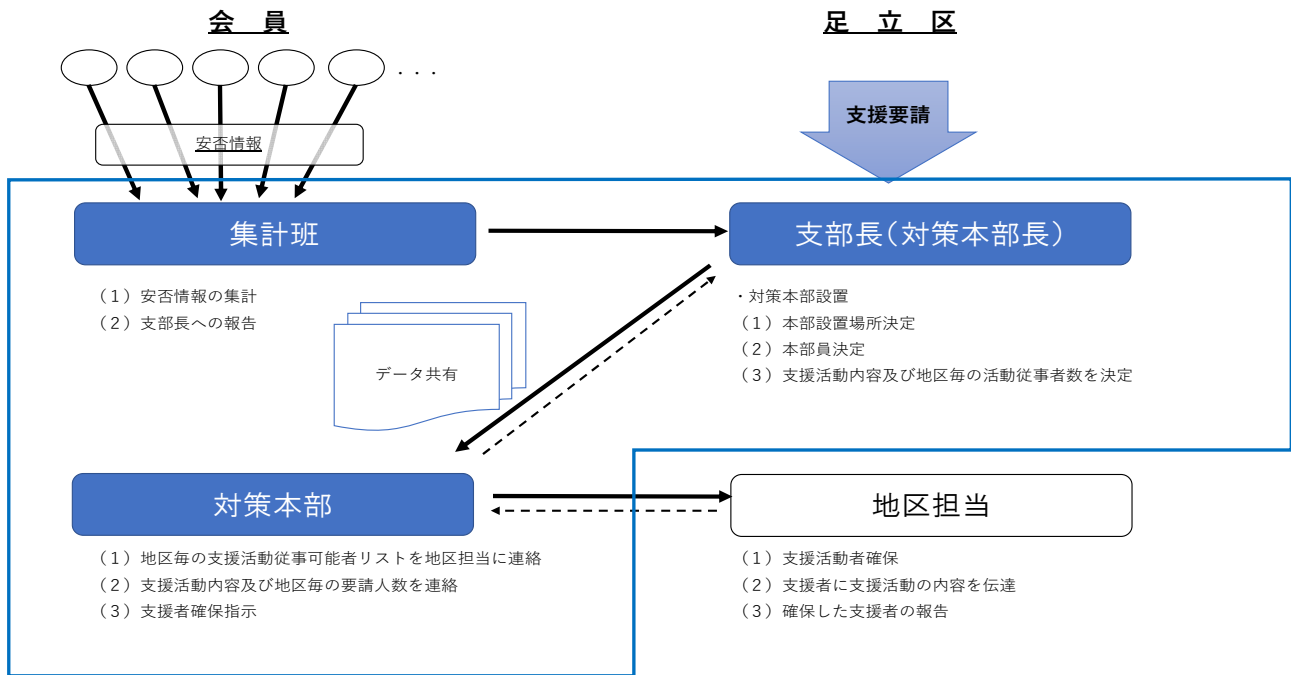 会 員
足 立 区
・・・
安否情報
支援要請
集計班
支部長(対策本部長)
(1)安否情報の集計
(2)支部長への報告
データ共有
・対策本部設置
(1)本部設置場所決定
(2)本部員決定
(3)支援活動内容及び地区毎の活動従事者数を決定
対策本部
地区担当
(1)地区毎の支援活動従事可能者リストを地区担当に連絡
(2)支援活動内容及び地区毎の要請人数を連絡
(3)支援者確保指示
(1)支援活動者確保
(2)支援者に支援活動の内容を伝達
(3)確保した支援者の報告